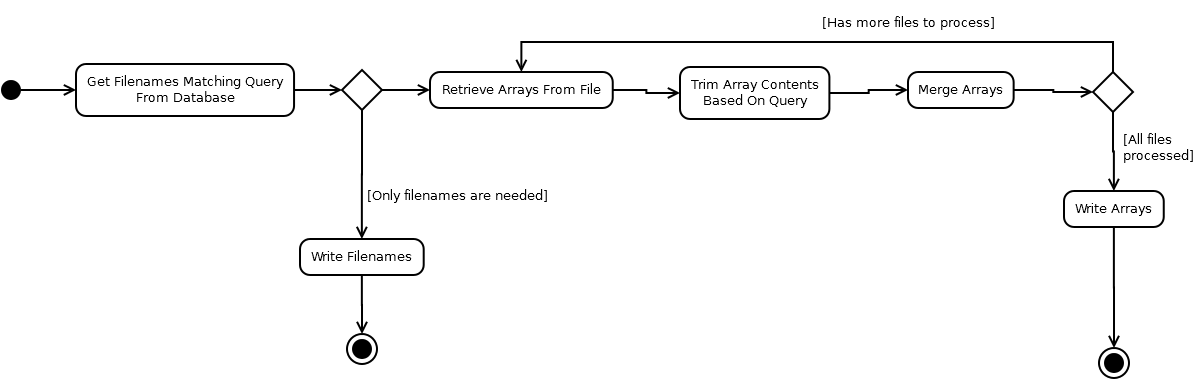 [Has more files to process]
Get Filenames Matching Query
From Database
Retrieve Arrays From File
Trim Array Contents
Based On Query
Merge Arrays
[All files
processed]
[Only filenames are needed]
Write Arrays
Write Filenames